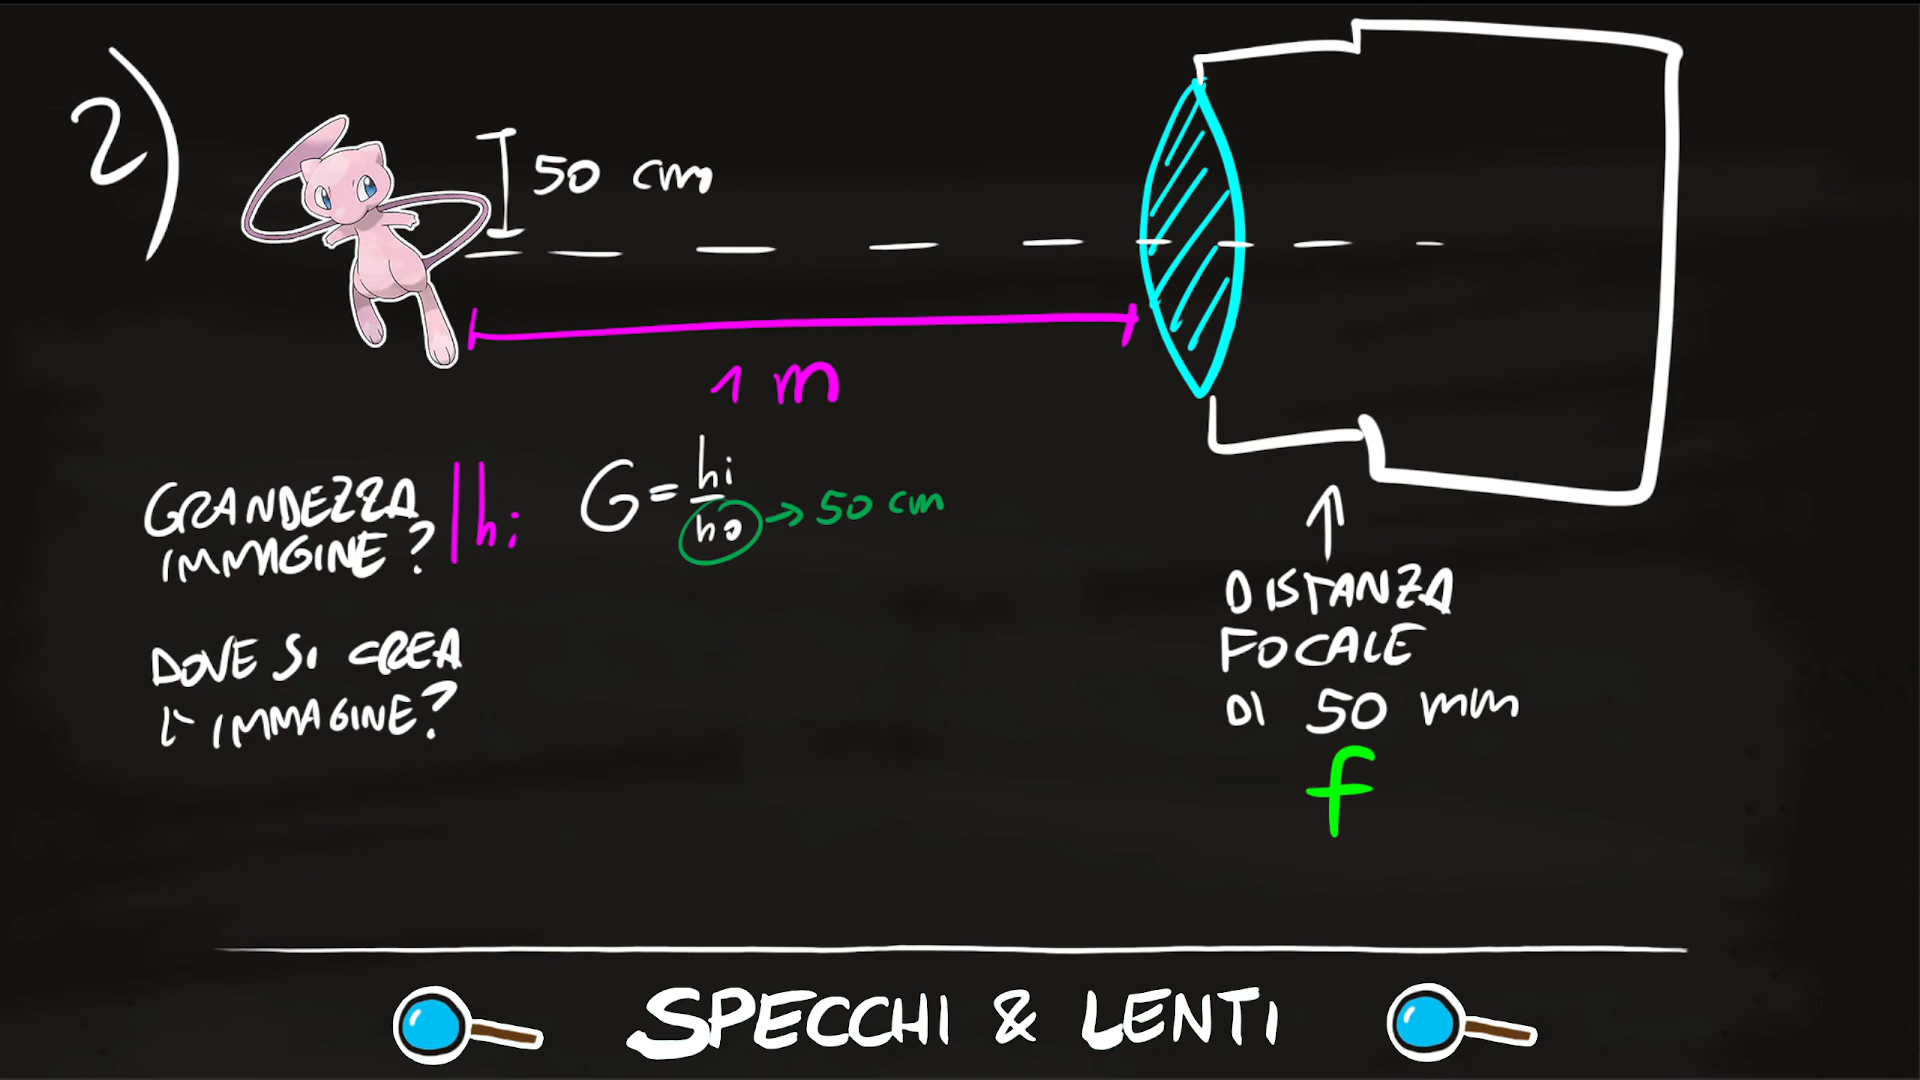 2)
50 cm
1 m
GRANDEZZA
IMMAGINE?
hi
G = hi
ho → 50 cm
DOVE SI CREA
L'IMMAGINE?
DISTANZA
FOCALE
DI 50 mm
f
SPECCHI & LENTI